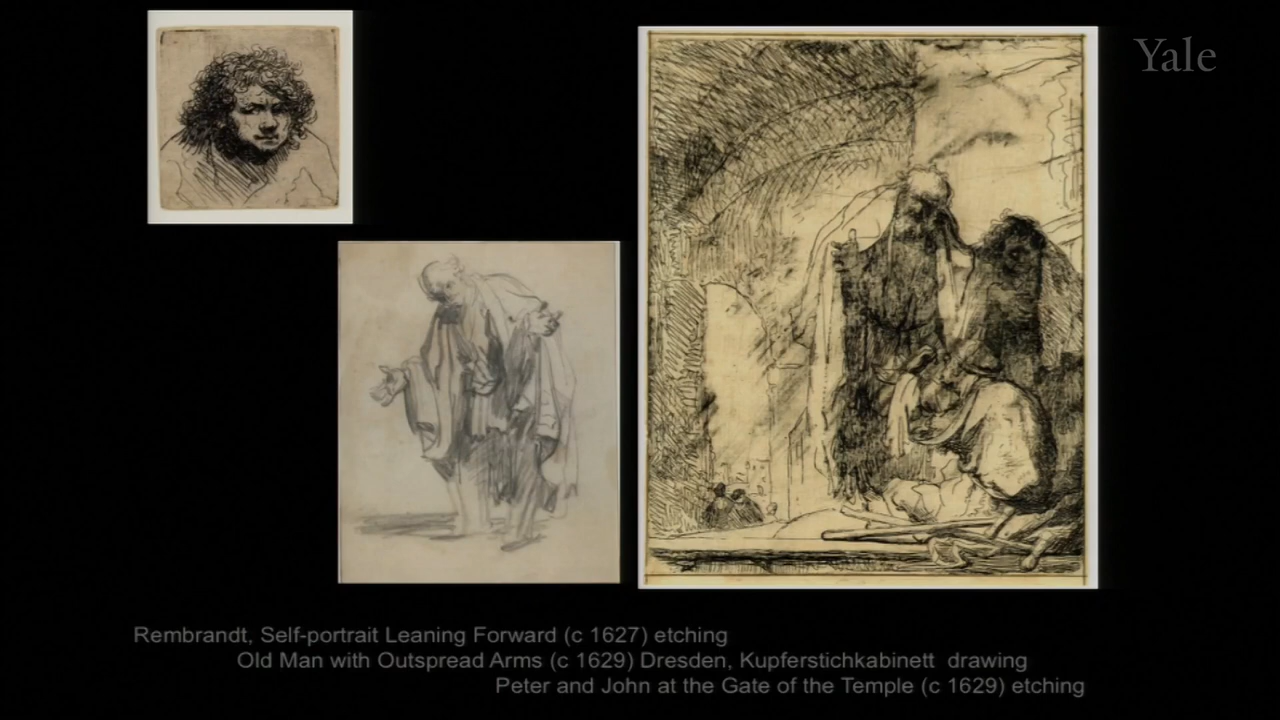 Yale
Rembrandt, Self-portrait Leaning Forward (c 1627) etching
Old Man with Outspread Arms (c 1629) Dresden, Kupferstichkabinett drawing
Peter and John at the Gate of the Temple (c 1629) etching